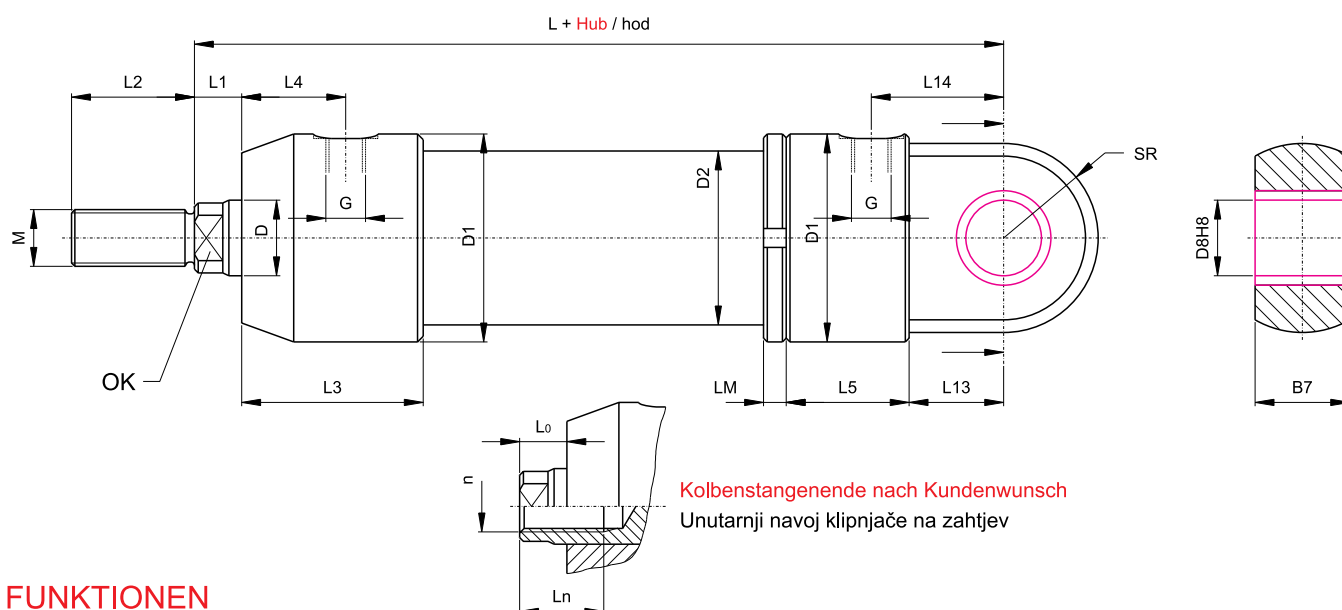 L + Hub / hod
L2
L1
L4
L14
SR
M
D
G
D1
D2
D1
G
D8H8
OK
L3
LM
L5
L13
B7
L0
n
Kolbenstangenende nach Kundenwunsch
Unutarnji navoj klipnjače na zahtjev
Ln
FUNKTIONEN